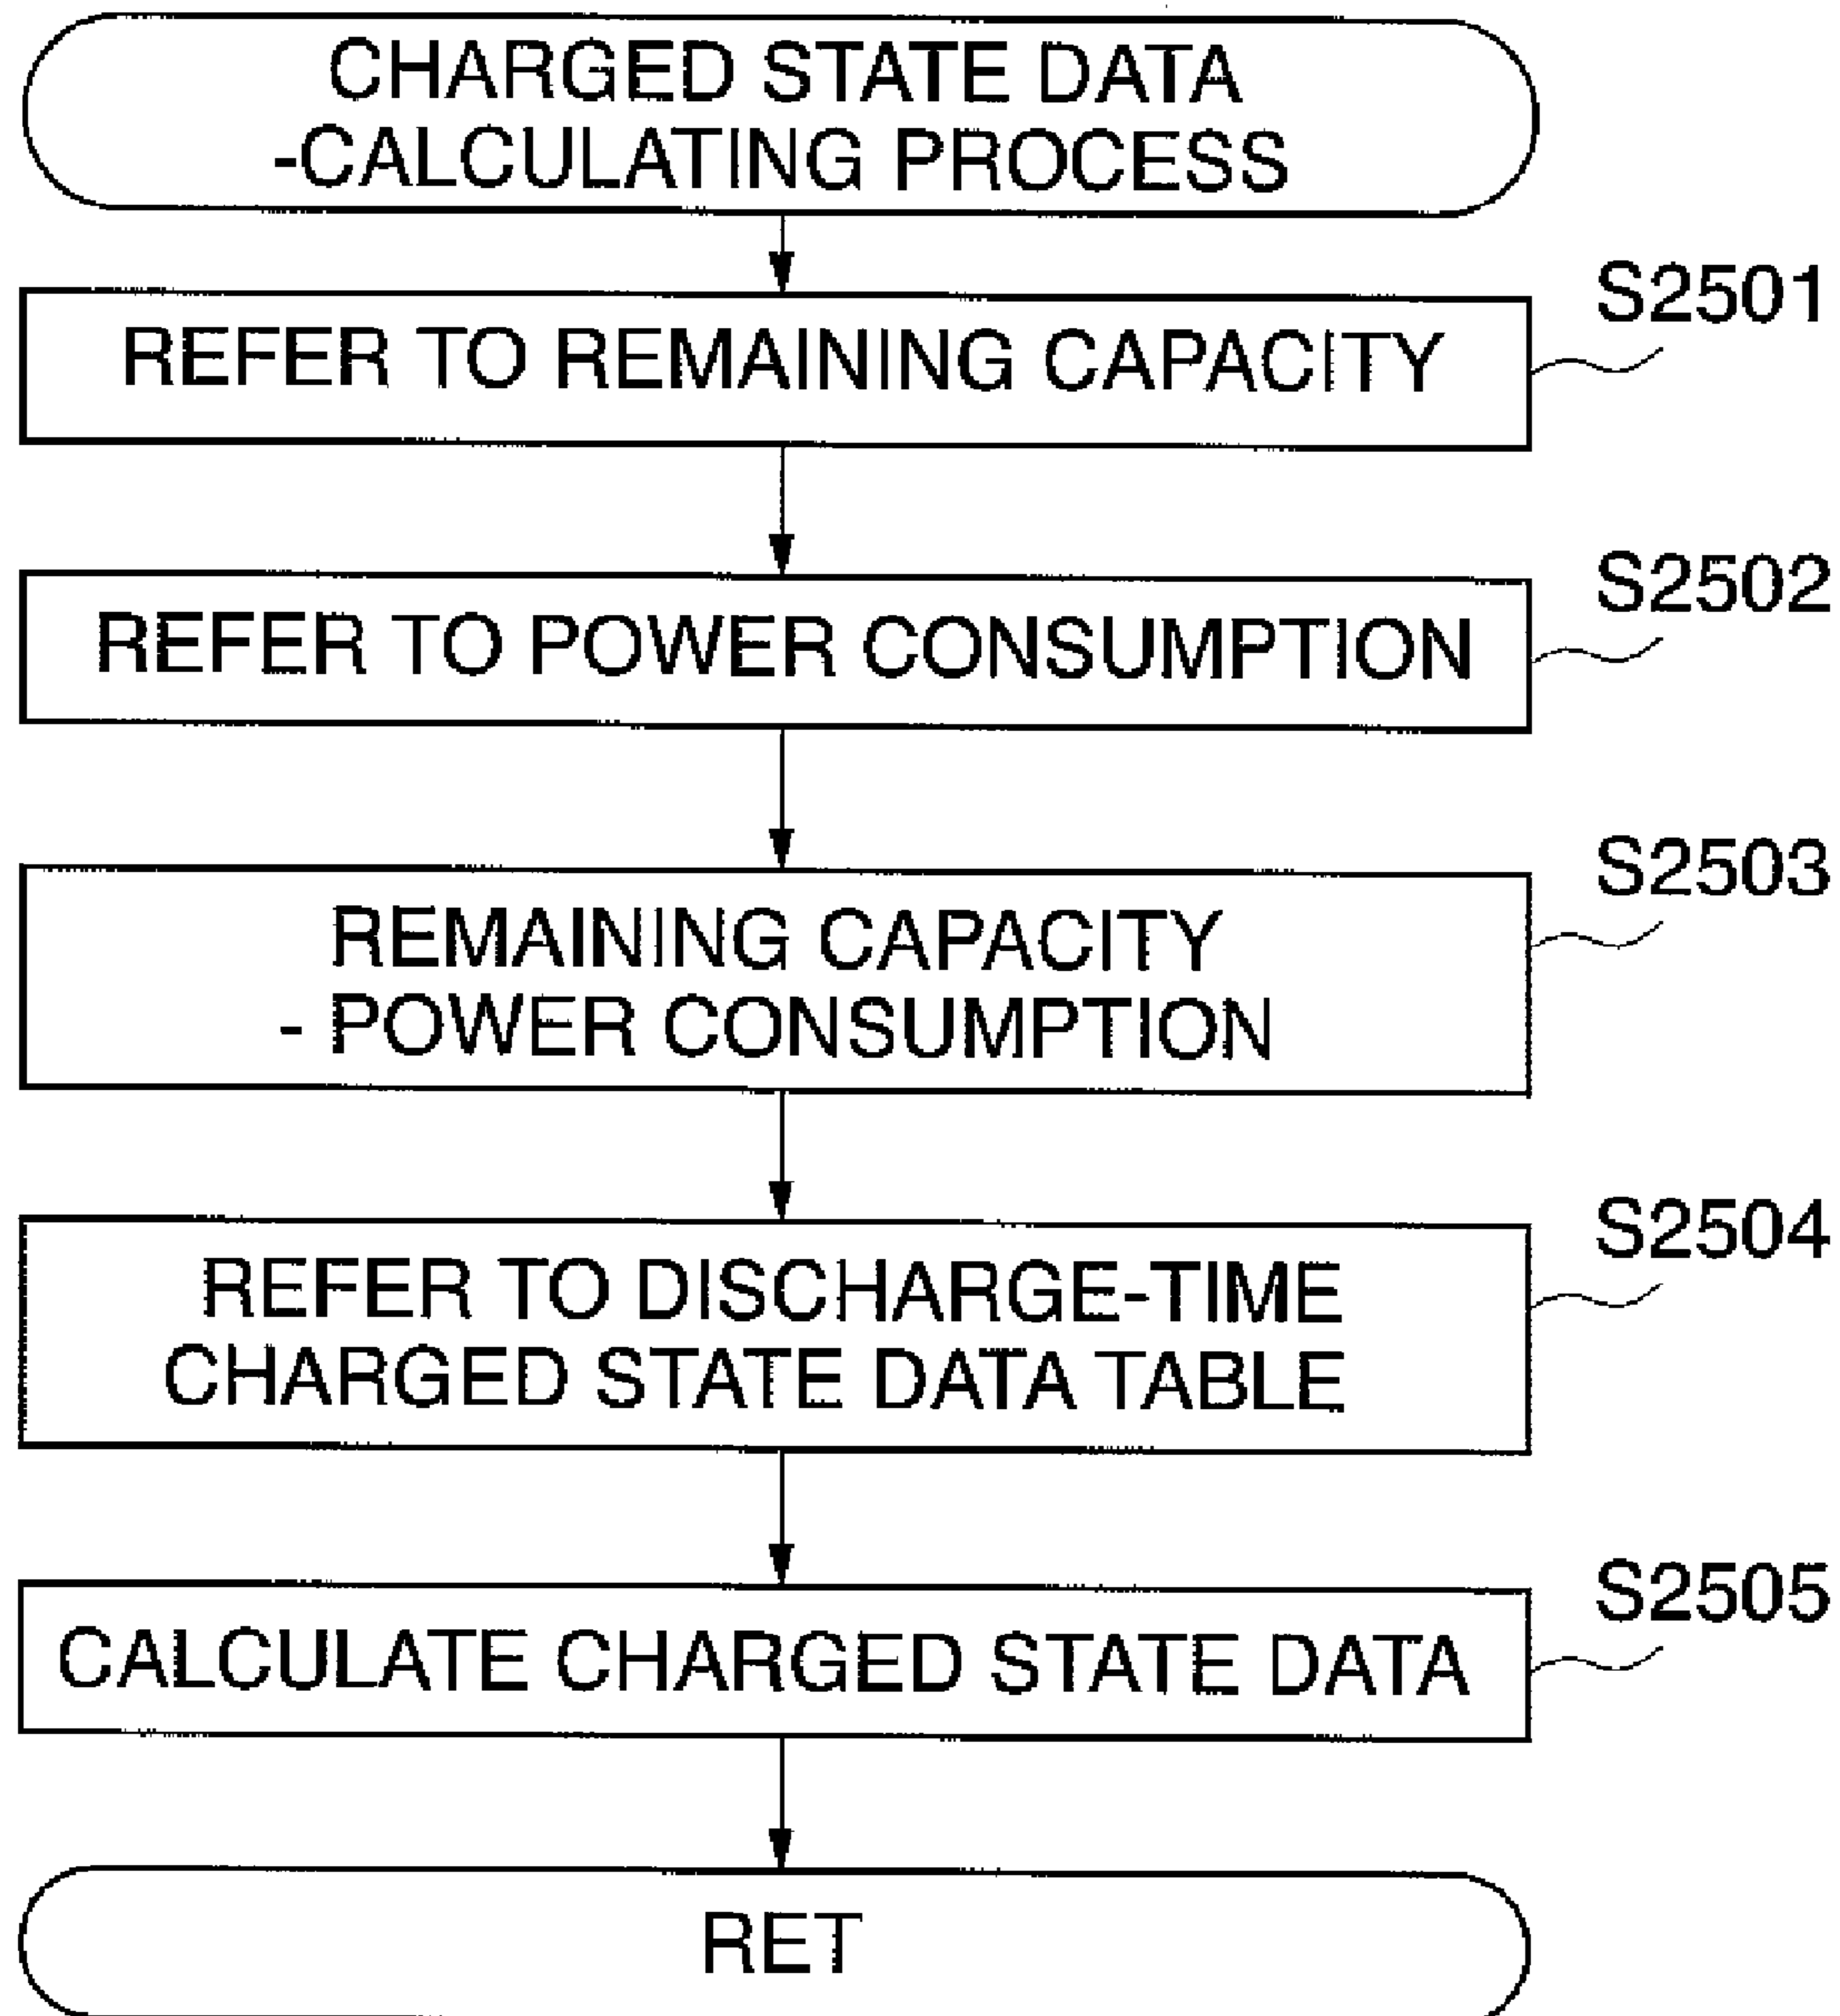 CHARGED STATE DATA
-CALCULATING PROCESS
S2501
REFER TO REMAINING CAPACITY
S2502
REFER TO POWER CONSUMPTION
S2503
REMAINING CAPACITY
- POWER CONSUMPTION
S2504
REFER TO DISCHARGE-TIME
CHARGED STATE DATA TABLE
S2505
CALCULATE CHARGED STATE DATA
RET